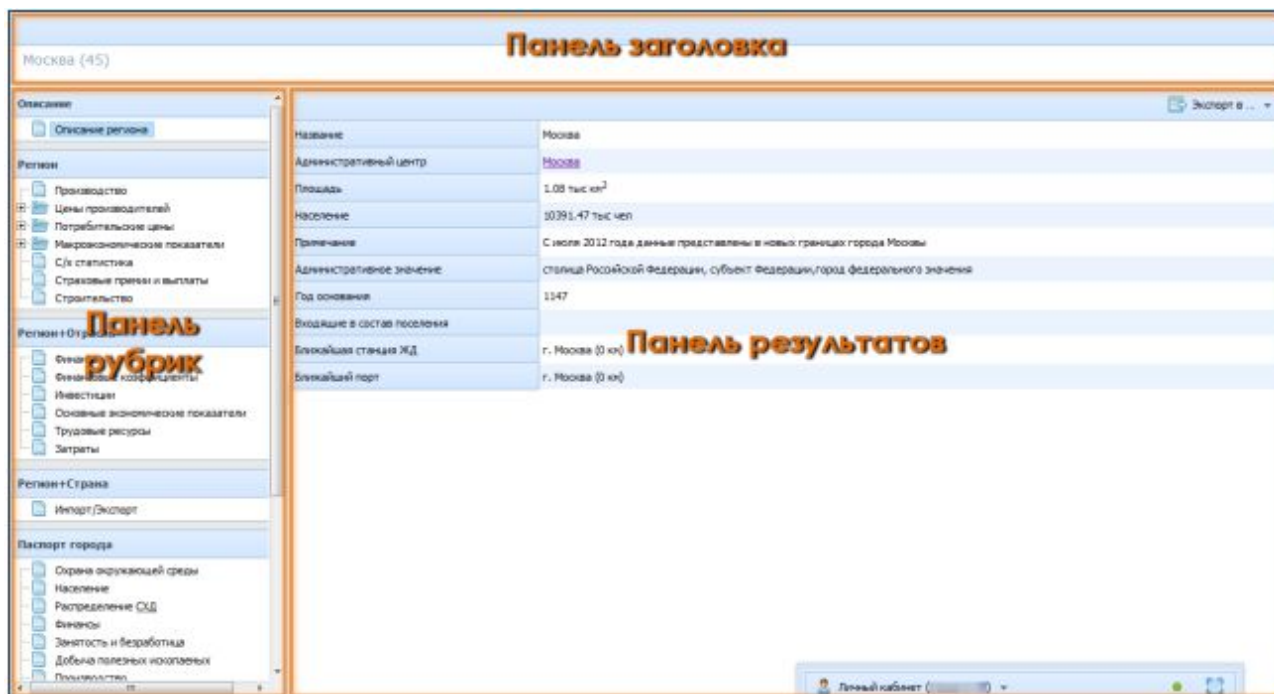 Панель заголовка
Москва (45)
Описание
Описание региона
Регион
Производство
Цены производителей
Потребительские цены
Макроэкономические показатели
С/х статистика
Страховые премии и выплаты
Строительство
Регион+Отр
Панель
рубрик
Финансовые коэффициенты
Инвестиции
Основные экономические показатели
Трудовые ресурсы
Затраты
Регион+Страна
Импорт/Экспорт
Паспорт города
Охрана окружающей среды
Население
Распределение СХД
Финансы
Занятость и безработица
Добыча полезных ископаемых
Производство
Экспорт в ...
Название Москва
Административный центр Москва
Площадь 1.08 тыс км²
Население 10391.47 тыс чел
Примечание С июля 2012 года данные представлены в новых границах города Москвы
Административное значение столица Российской Федерации, субъект Федерации,город федерального значения
Год основания 1147
Входящие в состав поселения
Панель результатов
Ближайшая станция ЖД г. Москва (0 км)
Ближайший порт г. Москва (0 км)
Личный кабинет (